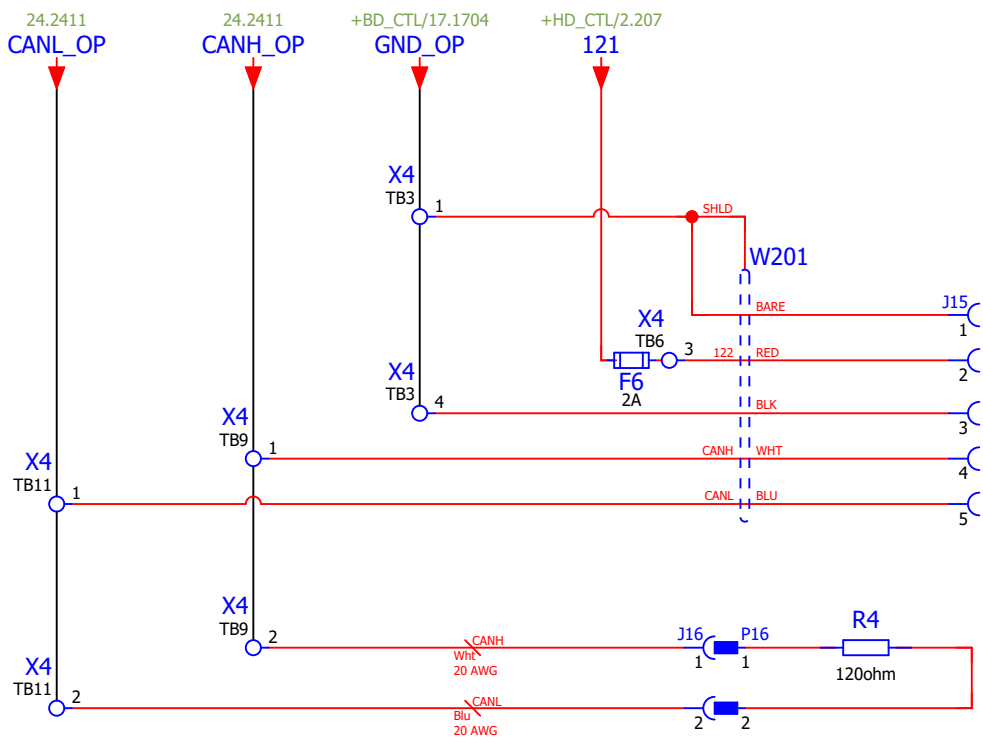 24.2411
CANL_OP
24.2411
CANH_OP
+BD_CTL/17.1704
GND_OP
+HD_CTL/2.207
121
X4
TB3
1
SHLD
W201
BARE
J15
1
X4
TB6
3
122
RED
2
F6
2A
X4
TB3
4
BLK
3
X4
TB9
1
CANH
WHT
4
X4
TB11
1
CANL
BLU
5
X4
TB9
2
CANH
Wht
20 AWG
J16
P16
1
1
R4
120ohm
X4
TB11
2
CANL
Blu
20 AWG
2
2